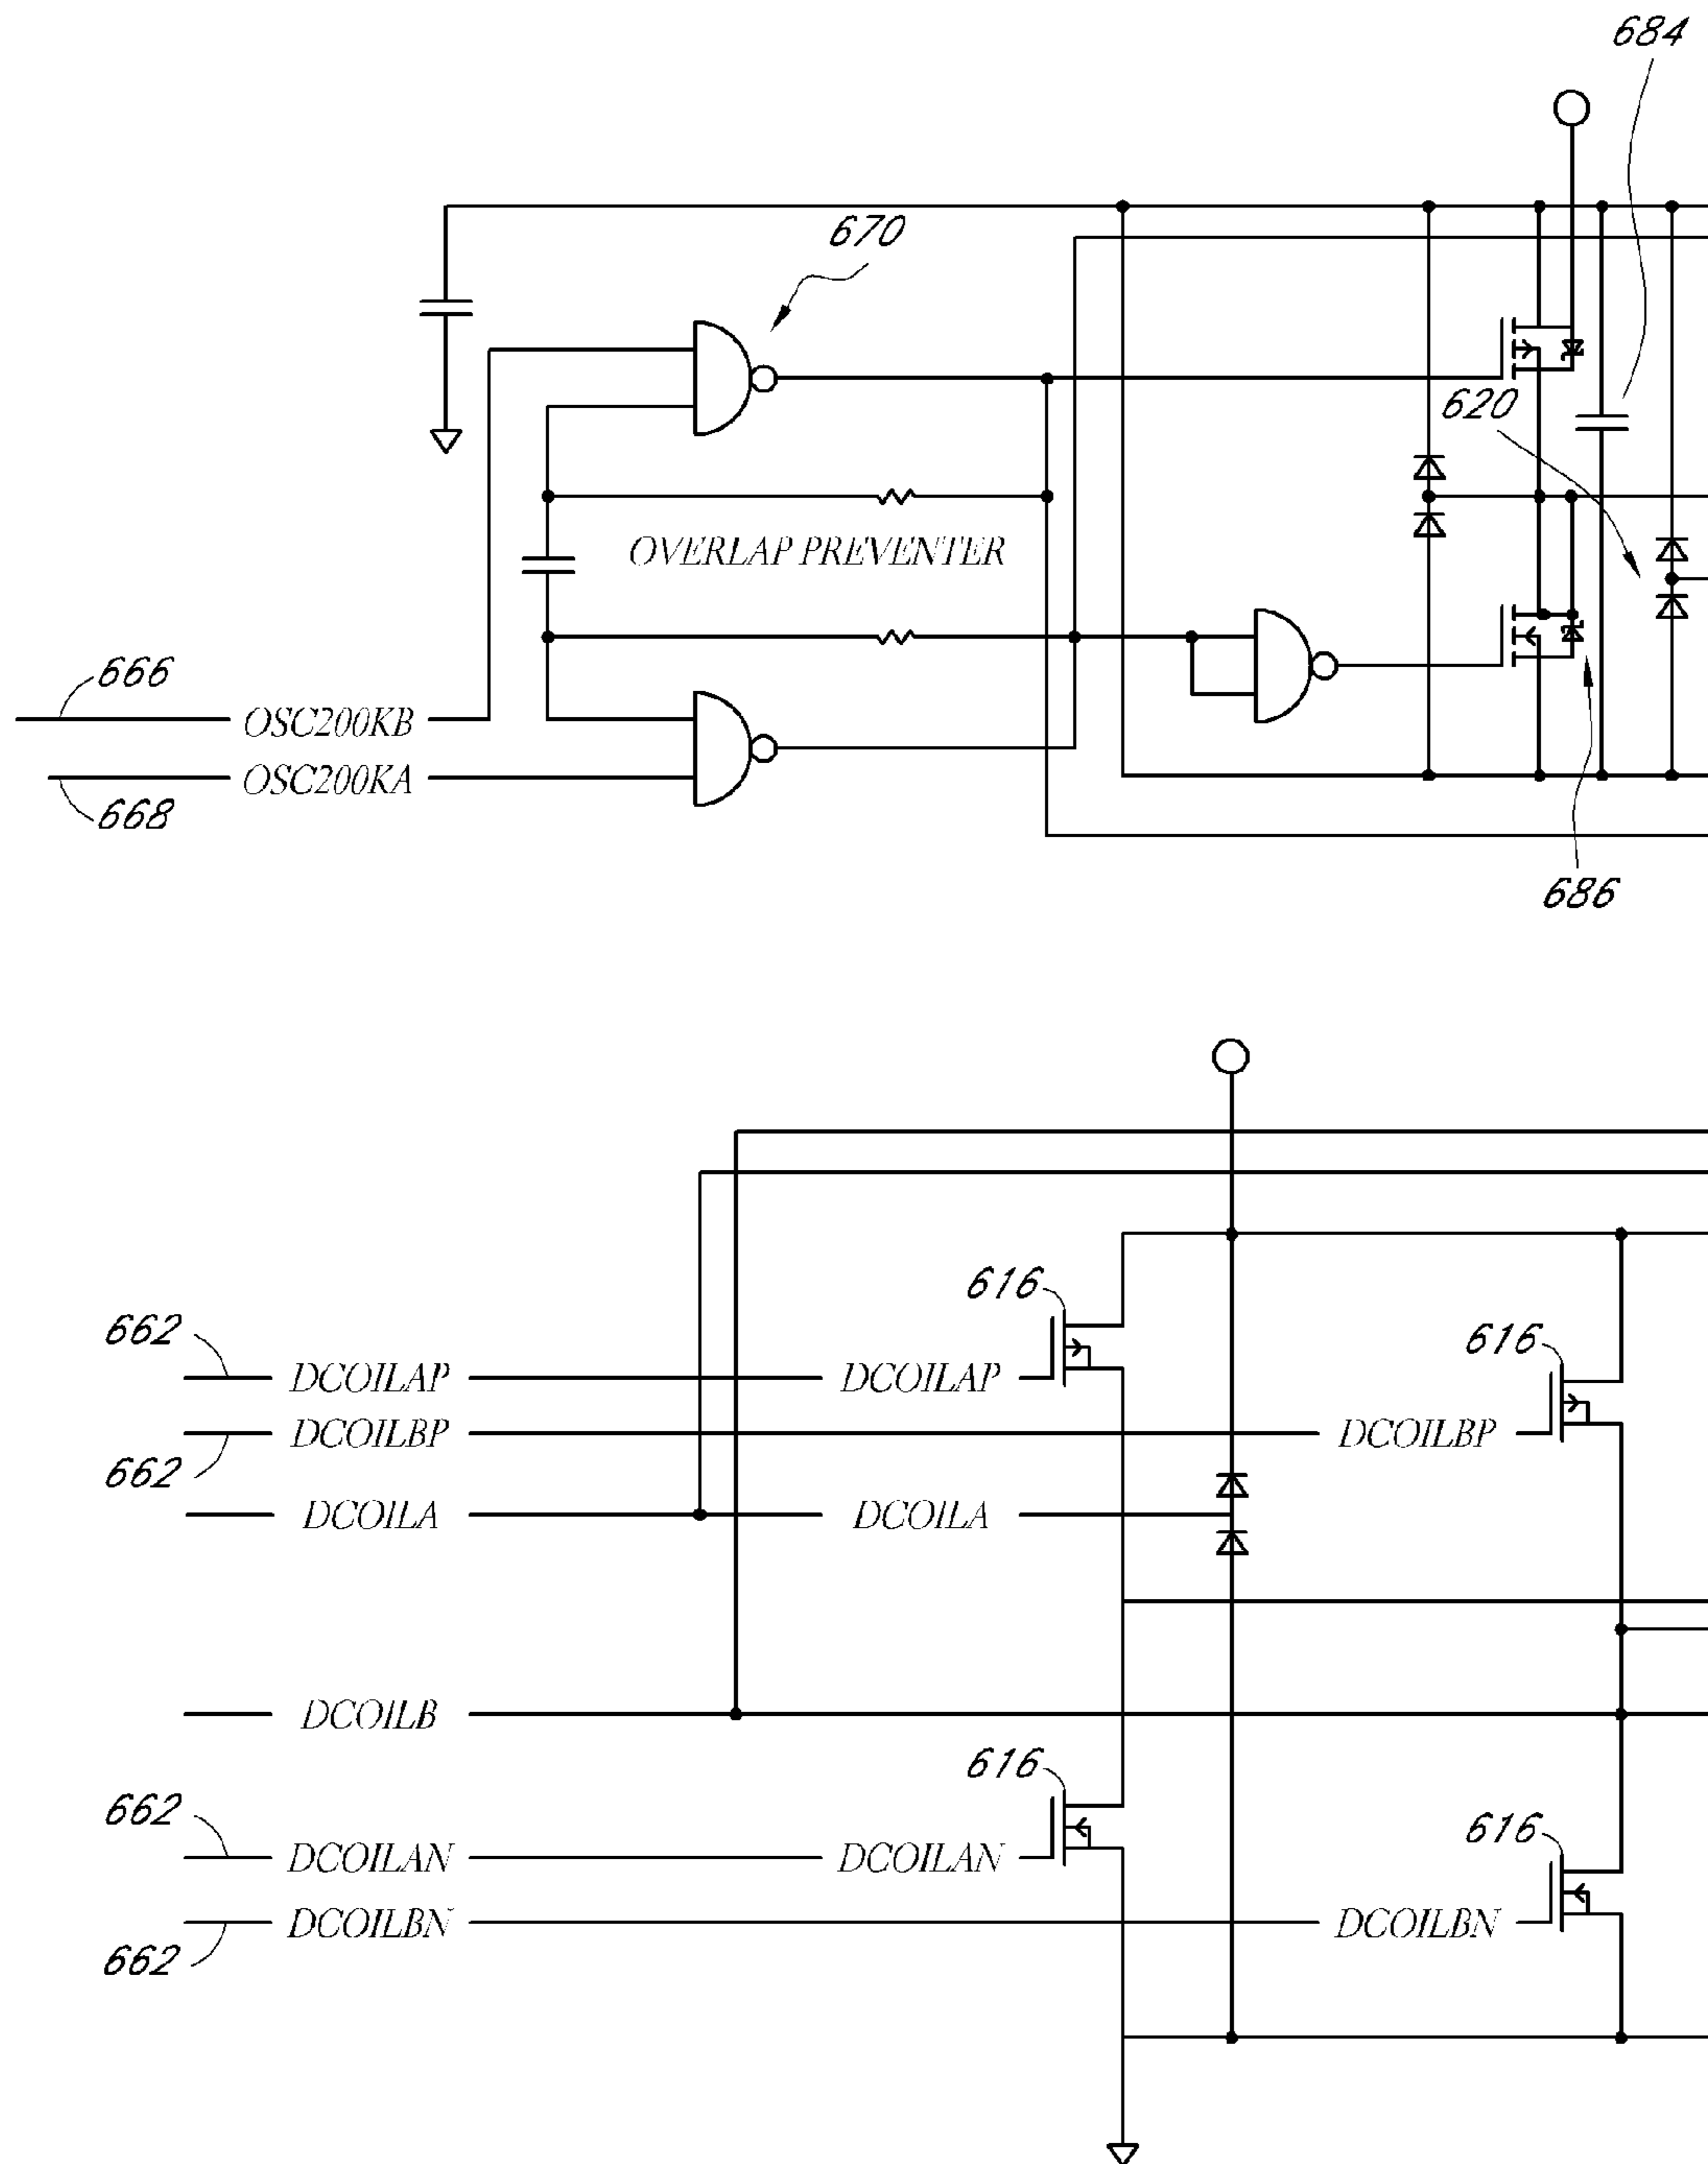 684
670
620
OVERLAP PREVENTER
666
OSC200KB
OSC200KA
668
686
616
662
DCOILAP
DCOILAP
616
DCOILBP
DCOILBP
662
DCOILA
DCOILA
DCOILB
616
662
616
DCOILAN
DCOILAN
DCOILBN
DCOILBN
662